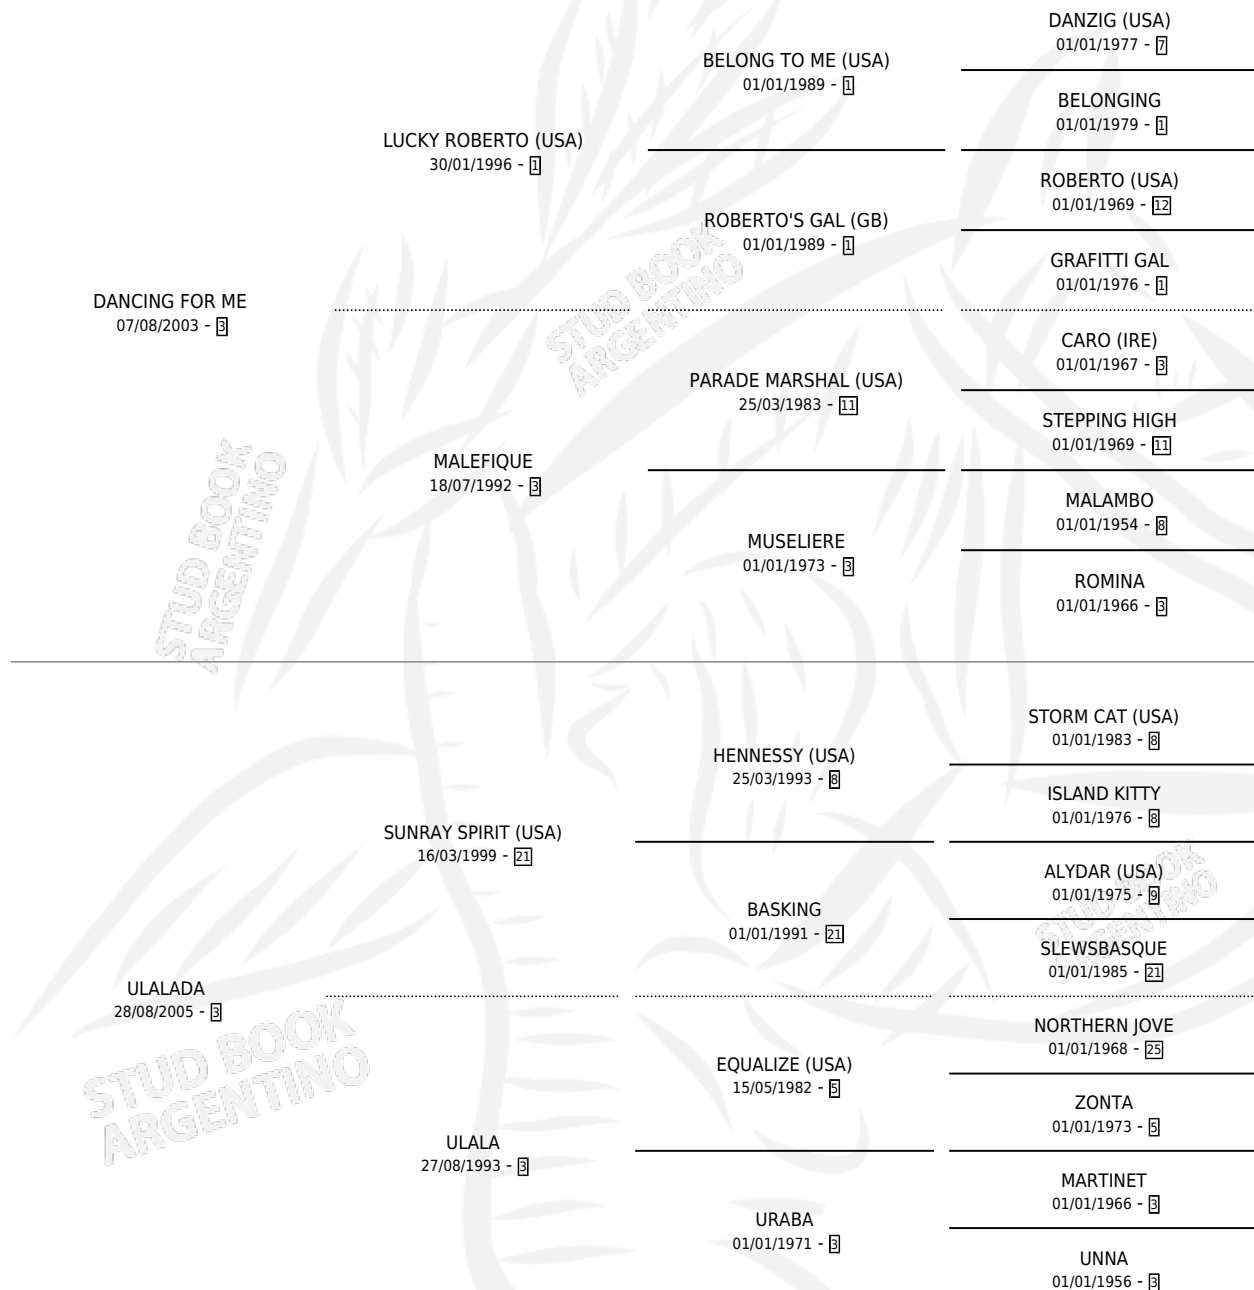 DANZIG (USA)
01/01/1977 - 7
BELONG TO ME (USA)
01/01/1989 - 1
BELONGING
01/01/1979 - 1
LUCKY ROBERTO (USA)
30/01/1996 - 1
ROBERTO (USA)
01/01/1969 - 12
ROBERTO'S GAL (GB)
01/01/1989 - 1
GRAFITTI GAL
01/01/1976 - 1
DANCING FOR ME
07/08/2003 - 3
CARO (IRE)
01/01/1967 - 3
PARADE MARSHAL (USA)
25/03/1983 - 11
STEPPING HIGH
01/01/1969 - 11
MALEFIQUE
18/07/1992 - 3
MALAMBO
01/01/1954 - 8
MUSELIERE
01/01/1973 - 3
ROMINA
01/01/1966 - 3
STORM CAT (USA)
01/01/1983 - 8
HENNESSY (USA)
25/03/1993 - 8
ISLAND KITTY
01/01/1976 - 8
SUNRAY SPIRIT (USA)
16/03/1999 - 21
ALYDAR (USA)
01/01/1975 - 9
BASKING
01/01/1991 - 21
SLEWSBASQUE
01/01/1985 - 21
ULALADA
28/08/2005 - 3
NORTHERN JOVE
01/01/1968 - 25
EQUALIZE (USA)
15/05/1982 - 5
ZONTA
01/01/1973 - 5
ULALA
27/08/1993 - 3
MARTINET
01/01/1966 - 3
URABA
01/01/1971 - 3
UNNA
01/01/1956 - 3
STUD BOOK
ARGENTINO
STUD BOOK
ARGENTINO
STUD BOOK
ARGENTINO
STUD BOOK
ARGENTINO